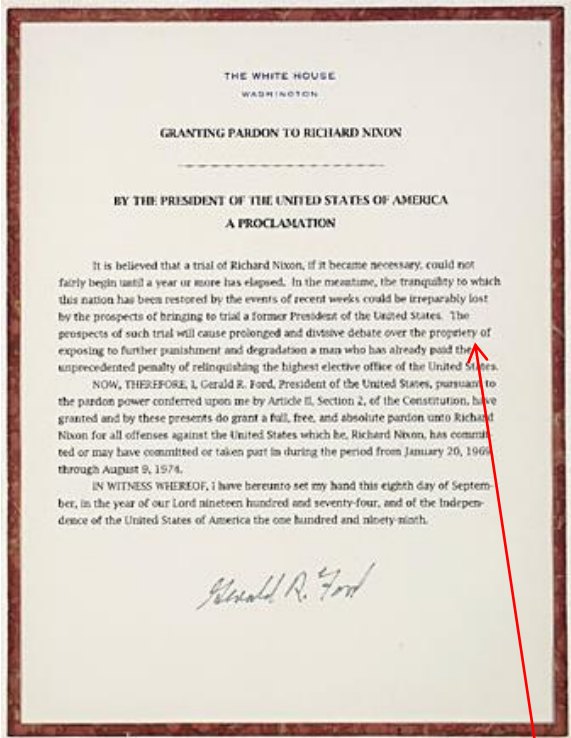 THE WHITE HOUSE
WASHINGTON
GRANTING PARDON TO RICHARD NIXON
BY THE PRESIDENT OF THE UNITED STATES OF AMERICA
A PROCLAMATION
It is believed that a trial of Richard Nixon, if it became necessary, could not
fairly begin until a year or more has elapsed. In the meantime, the tranquility to which
this nation has been restored by the events of recent weeks could be irreparably lost
by the prospects of bringing to trial a former President of the United States. The
prospects of such trial will cause prolonged and divisive debate over the propriety of
exposing to further punishment and degradation a man who has already paid the
unprecedented penalty of relinquishing the highest elective office of the United States.
NOW, THEREFORE, I, Gerald R. Ford, President of the United States, pursuant to
the pardon power conferred upon me by Article II, Section 2, of the Constitution, have
granted and by these presents do grant a full, free, and absolute pardon unto Richard
Nixon for all offenses against the United States which he, Richard Nixon, has commit-
ted or may have committed or taken part in during the period from January 20, 1969
through August 9, 1974.
IN WITNESS WHEREOF, I have hereunto set my hand this eighth day of Septem-
ber, in the year of our Lord nineteen hundred and seventy-four, and of the Indepen-
dence of the United States of America the one hundred and ninety-ninth.
Gerald R. Ford